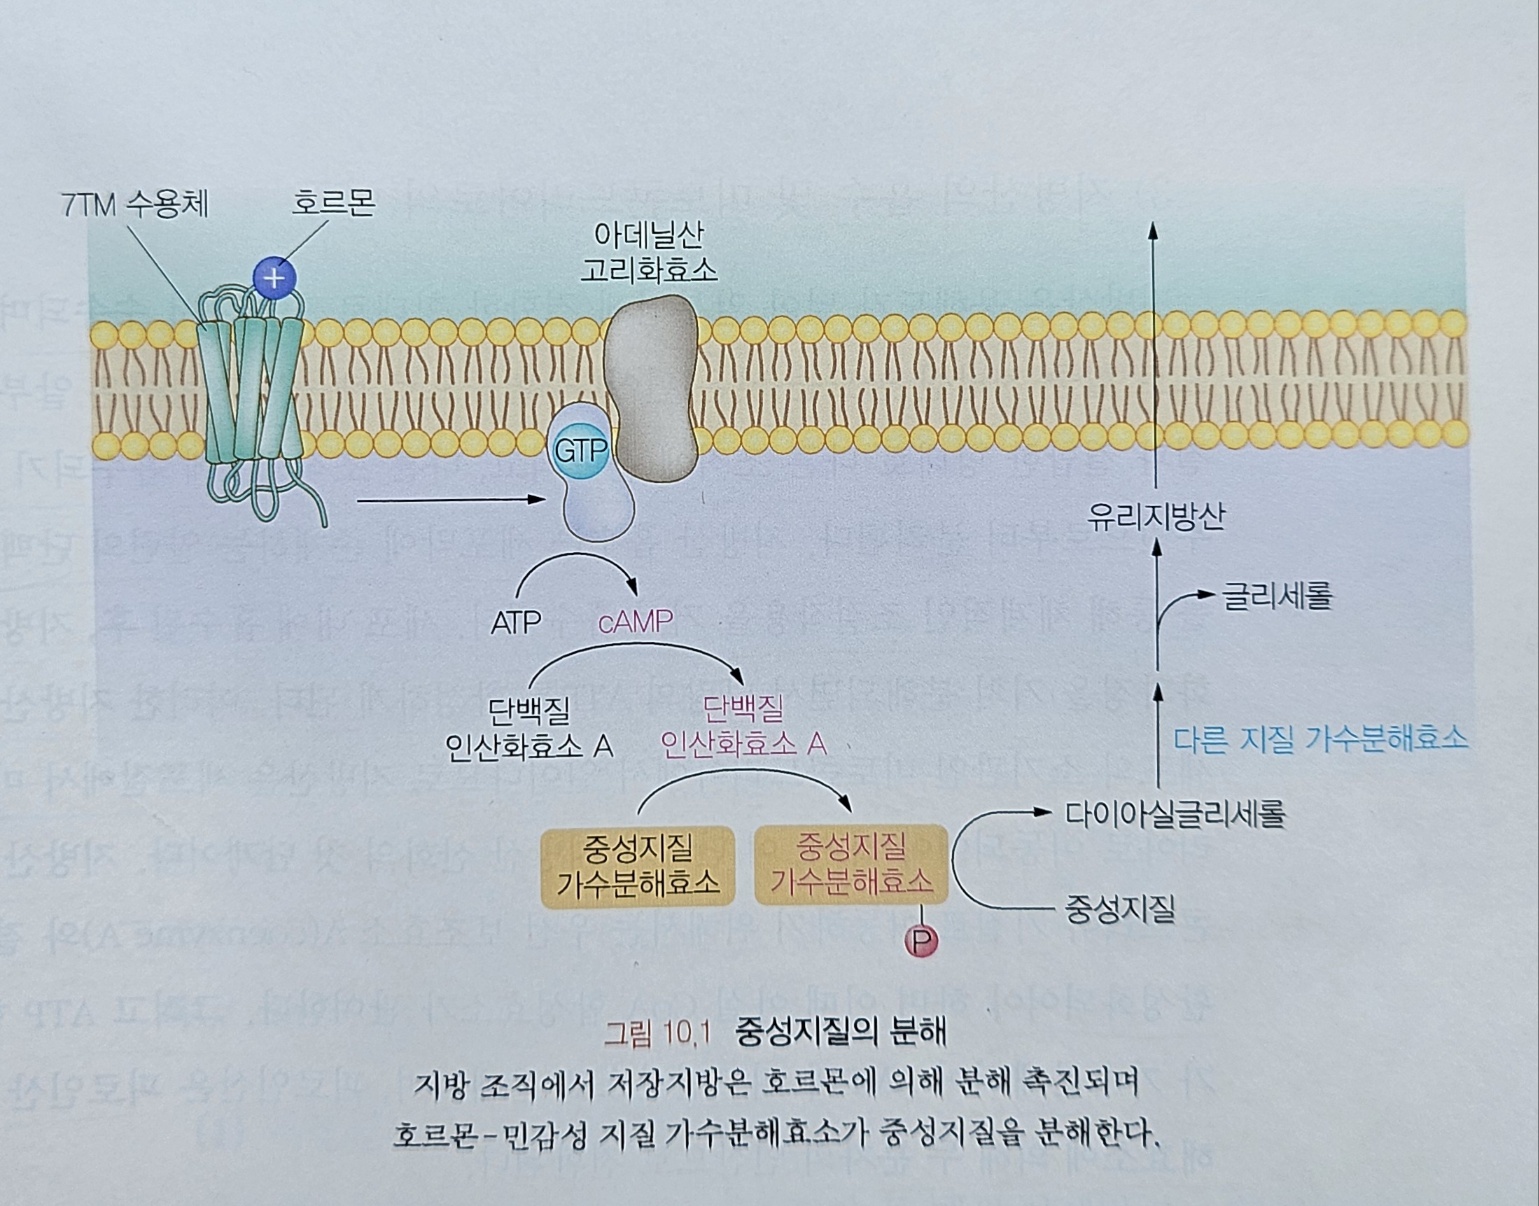 7TM 수용체
호르몬
아데닐산
고리화효소
GTP
ATP
cAMP
단백질
인산화효소 A
단백질
인산화효소 A
중성지질
가수분해효소
중성지질
가수분해효소
P
유리지방산
글리세롤
다른 지질 가수분해효소
다이아실글리세롤
중성지질
그림 10.1 중성지질의 분해
지방 조직에서 저장지방은 호르몬에 의해 분해 촉진되며
호르몬-민감성 지질 가수분해효소가 중성지질을 분해한다.